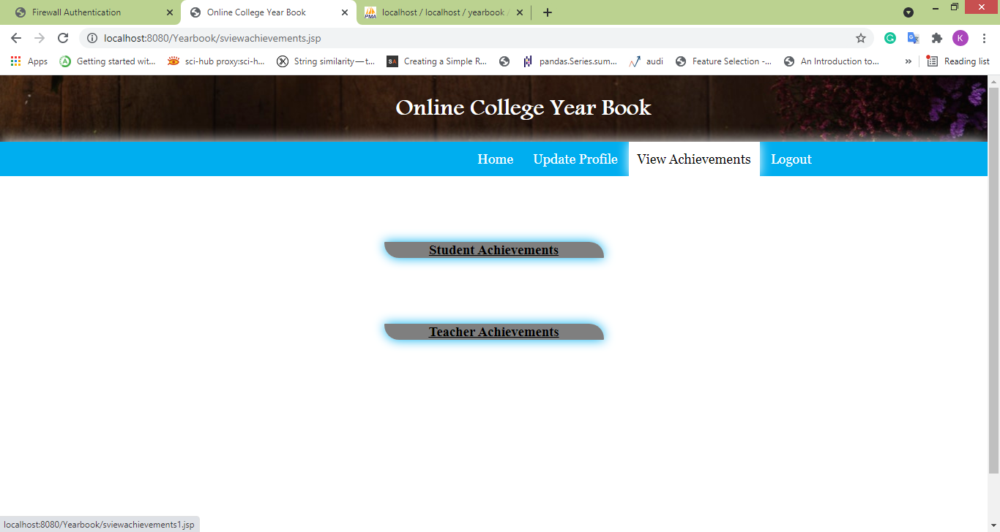 Firewall Authentication
Online College Year Book
PMA
localhost / localhost / yearbook /
localhost:8080/Yearbook/sviewachievements.jsp
K
Apps
Getting started wit...
sci-hub proxy:sci-h...
String similarity — t...
SA
Creating a Simple R...
pandas.Series.sum...
audi
Feature Selection -...
An Introduction to...
»
Reading list
Online College Year Book
Home
Update Profile
View Achievements
Logout
Student Achievements
Teacher Achievements
localhost:8080/Yearbook/sviewachievements1.jsp